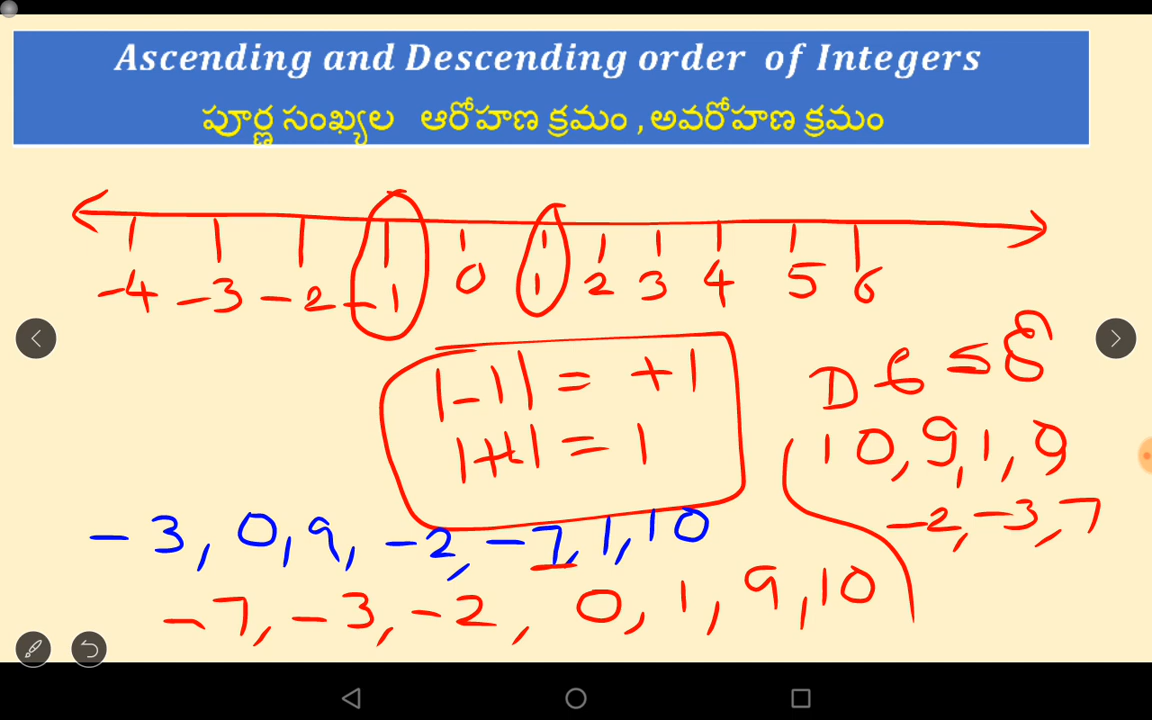 Ascending and Descending order of Integers
పూర్ణ సంఖ్యల ఆరోహణ క్రమం , అవరోహణ క్రమం
-4 -3 -2 -1 0 1 2 3 4 5 6
|-1| = +1
|+1| = 1
10, 9, 1, 9
-2, -3, 7
-3, 0, 9, -2, -7, 1, 10
-7, -3, -2, 0, 1, 9, 10